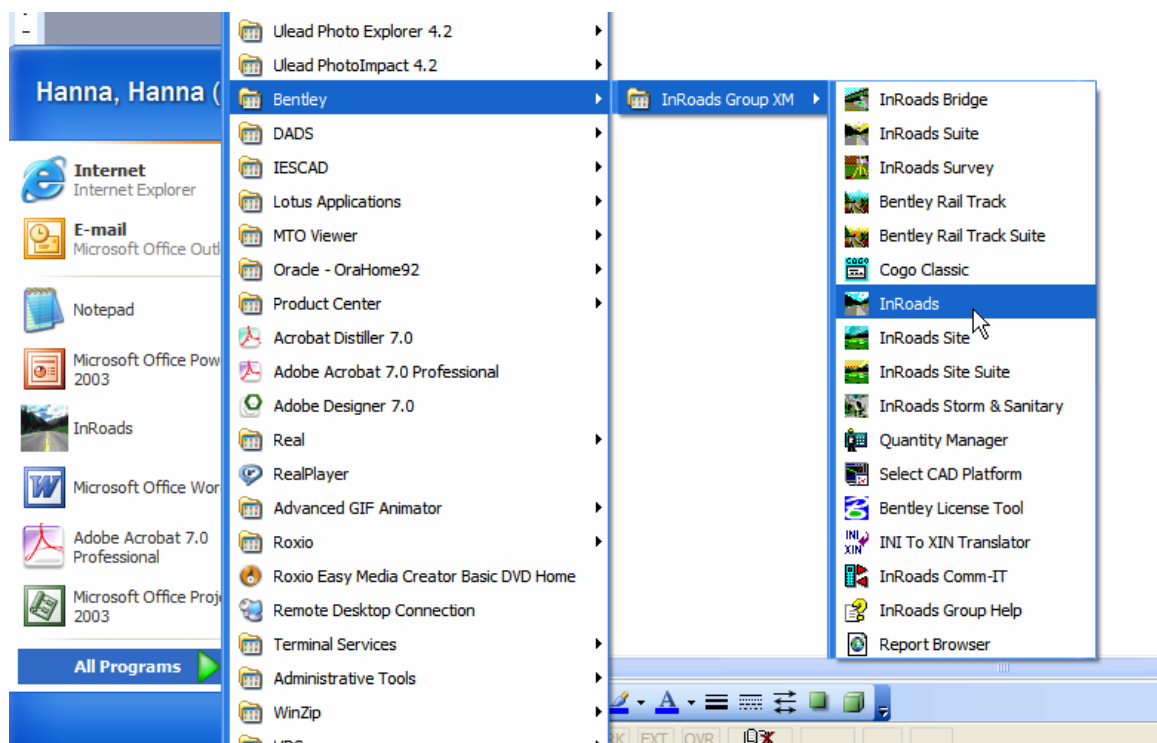 Hanna, Hanna (
Internet
Internet Explorer
E-mail
Microsoft Office Outl
Notepad
Microsoft Office Pow
2003
InRoads
Microsoft Office Wor
Adobe Acrobat 7.0
Professional
Microsoft Office Proj
2003
All Programs
Ulead Photo Explorer 4.2
Ulead PhotoImpact 4.2
Bentley
DADS
IESCAD
Lotus Applications
MTO Viewer
Oracle - OraHome92
Product Center
Acrobat Distiller 7.0
Adobe Acrobat 7.0 Professional
Adobe Designer 7.0
Real
RealPlayer
Advanced GIF Animator
Roxio
Roxio Easy Media Creator Basic DVD Home
Remote Desktop Connection
Terminal Services
Administrative Tools
WinZip
InRoads Group XM
InRoads Bridge
InRoads Suite
InRoads Survey
Bentley Rail Track
Bentley Rail Track Suite
Cogo Classic
InRoads
InRoads Site
InRoads Site Suite
InRoads Storm & Sanitary
Quantity Manager
Select CAD Platform
Bentley License Tool
INI To XIN Translator
InRoads Comm-IT
InRoads Group Help
Report Browser
EXT OVR